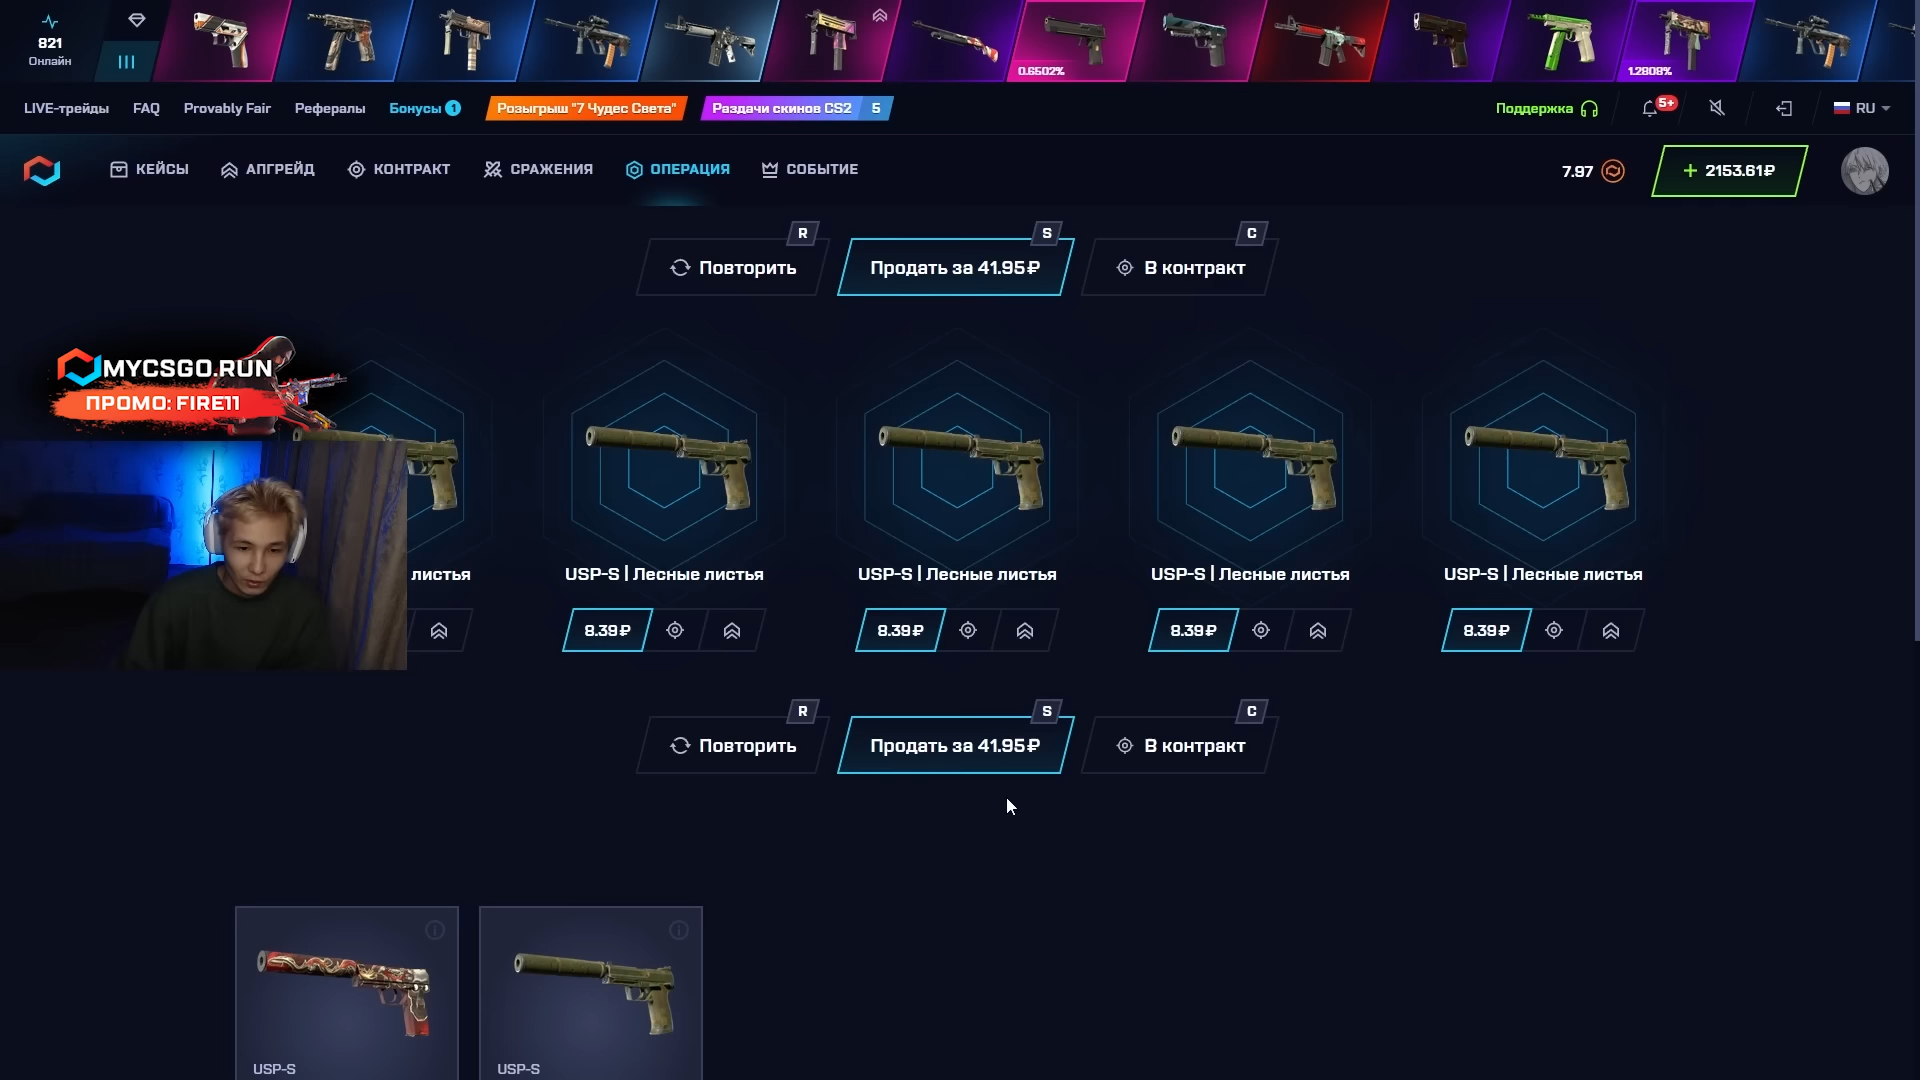 821
Онлайн
0.6502%
1.2808%
LIVE-трейды
FAQ
Provably Fair
Рефералы
Бонусы 1
Розыгрыш "7 Чудес Света"
Раздачи скинов CS2 5
Поддержка
5+
RU
КЕЙСЫ
АПГРЕЙД
КОНТРАКТ
СРАЖЕНИЯ
ОПЕРАЦИЯ
СОБЫТИЕ
7.97
+ 2153.61₽
R
S
C
Повторить
Продать за 41.95₽
В контракт
MYCSGO.RUN
ПРОМО: FIRE11
листья
USP-S | Лесные листья
USP-S | Лесные листья
USP-S | Лесные листья
USP-S | Лесные листья
8.39₽
8.39₽
8.39₽
8.39₽
R
S
C
Повторить
Продать за 41.95₽
В контракт
USP-S
USP-S